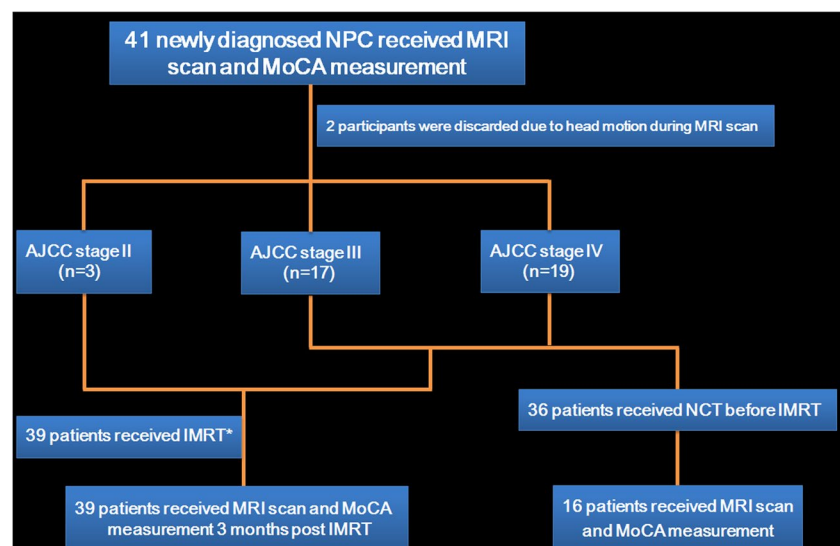 41 newly diagnosed NPC received MRI
scan and MoCA measurement
2 participants were discarded due to head motion during MRI scan
AJCC stage II
(n=3)
AJCC stage III
(n=17)
AJCC stage IV
(n=19)
36 patients received NCT before IMRT
39 patients received IMRT*
39 patients received MRI scan and MoCA
measurement 3 months post IMRT
16 patients received MRI scan
and MoCA measurement